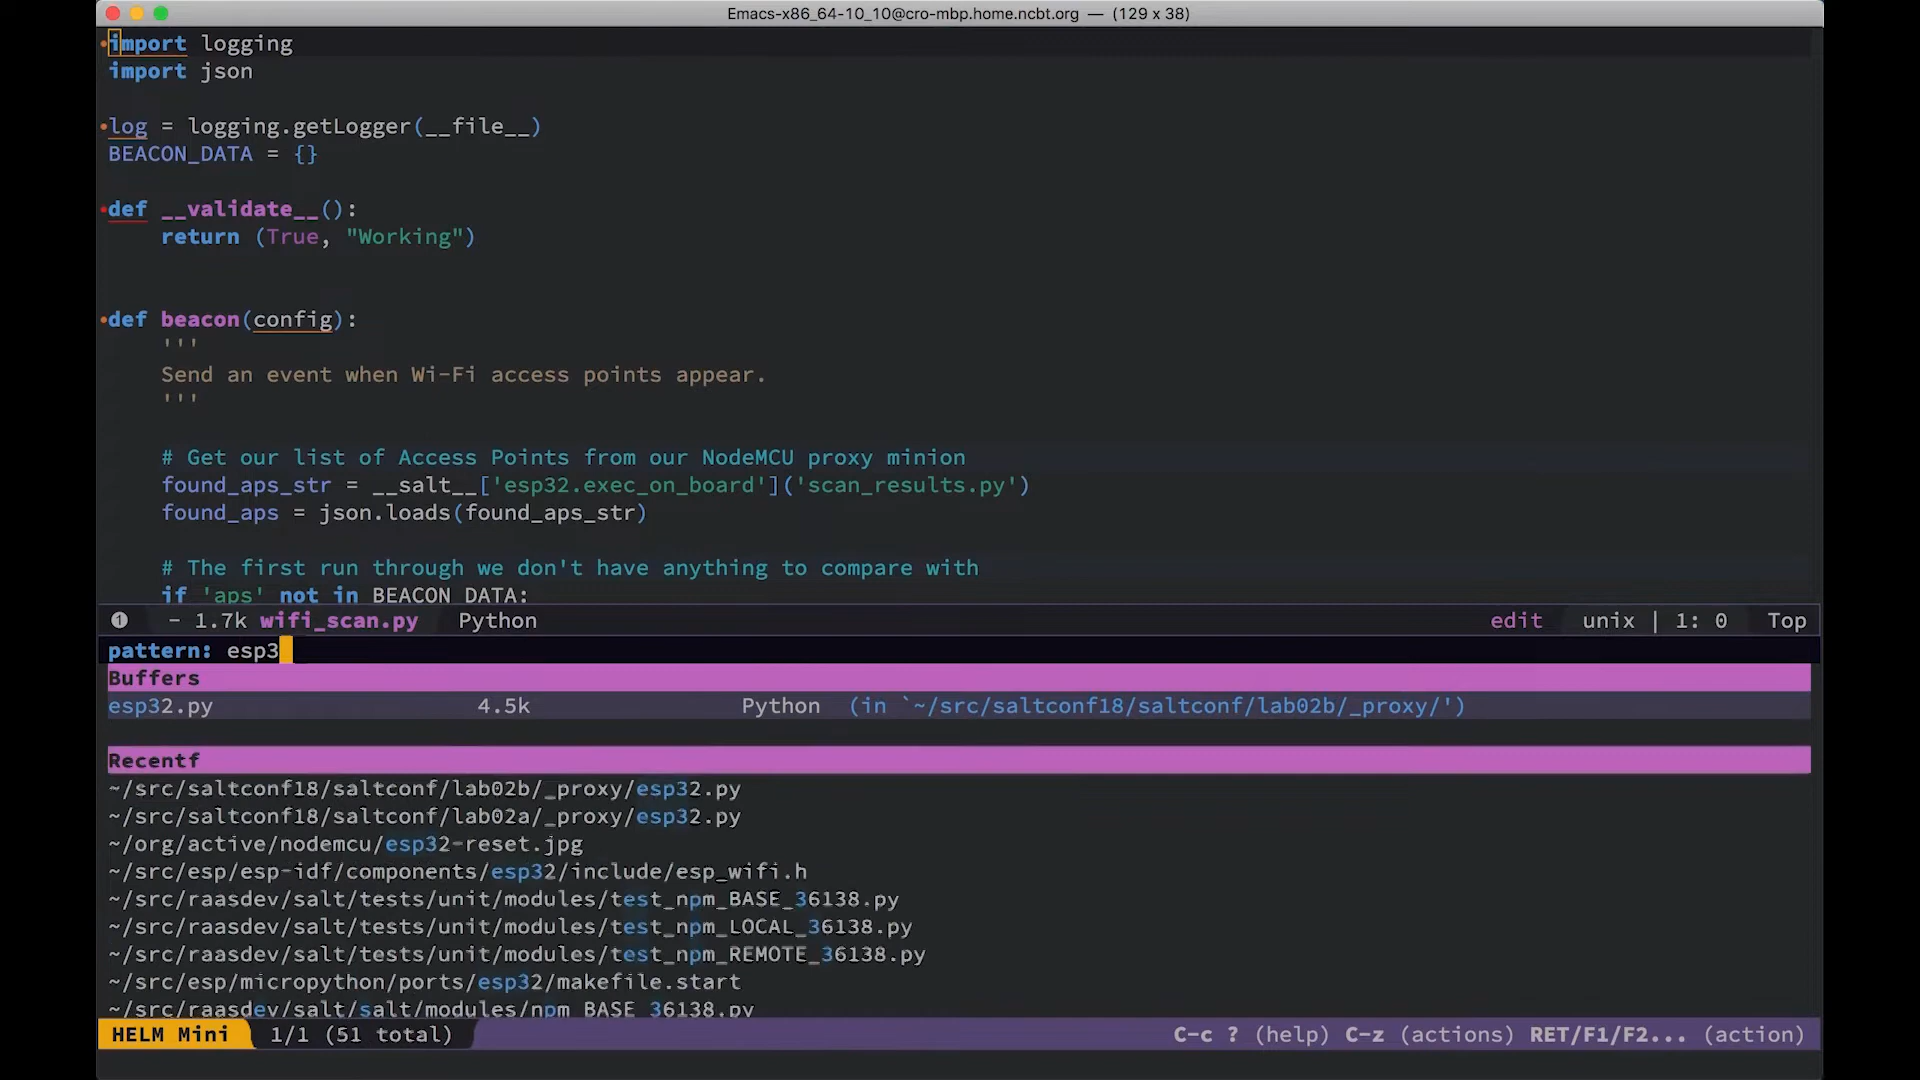 Emacs-x86_64-10_10@cro-mbp.home.ncbt.org — (129 x 38)
import logging
import json
log = logging.getLogger(__file__)
BEACON_DATA = {}
def __validate__():
return (True, "Working")
def beacon(config):
'''
Send an event when Wi-Fi access points appear.
'''
# Get our list of Access Points from our NodeMCU proxy minion
found_aps_str = __salt__['esp32.exec_on_board']('scan_results.py')
found_aps = json.loads(found_aps_str)
# The first run through we don't have anything to compare with
if 'aps' not in BEACON_DATA:
1 - 1.7k wifi_scan.py Python edit unix | 1: 0 Top
pattern: esp3
Buffers
esp32.py 4.5k Python (in `~/src/saltconf18/saltconf/lab02b/_proxy/')
Recentf
~/src/saltconf18/saltconf/lab02b/_proxy/esp32.py
~/src/saltconf18/saltconf/lab02a/_proxy/esp32.py
~/org/active/nodemcu/esp32-reset.jpg
~/src/esp/esp-idf/components/esp32/include/esp_wifi.h
~/src/raasdev/salt/tests/unit/modules/test_npm_BASE_36138.py
~/src/raasdev/salt/tests/unit/modules/test_npm_LOCAL_36138.py
~/src/raasdev/salt/tests/unit/modules/test_npm_REMOTE_36138.py
~/src/esp/micropython/ports/esp32/makefile.start
~/src/raasdev/salt/salt/modules/npm_BASE_36138.py
HELM Mini 1/1 (51 total) C-c ? (help) C-z (actions) RET/F1/F2... (action)